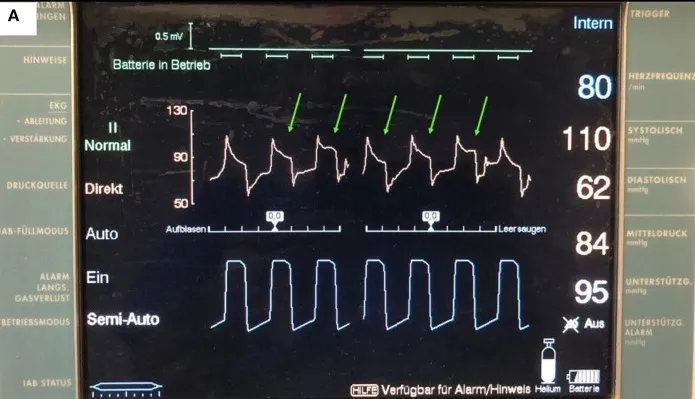 A
ALARM
INGEN
HINWEISE
EKG
- ABLEITUNG
- VERSTÄRKUNG
DRUCKQUELLE
IAB-FÜLLMODUS
ALARM
LANGS.
GASVERLUST
BETRIEBSMODUS
IAB STATUS
0.5 mV
Batterie in Betrieb
II
Normal
Direkt
Auto
Ein
Semi-Auto
130
90
50
Aufblasen
0,0
0,0
Leersaugen
HILFE Verfügbar für Alarm/Hinweis
Helium
Batterie
Intern
80
110
62
84
95
Aus
TRIGGER
HERZFREQUENZ
/min
SYSTOLISCH
mmHg
DIASTOLISCH
mmHg
MITTELDRUCK
mmHg
UNTERSTÜTZG.
mmHg
UNTERSTÜTZG
ALARM
mmHg